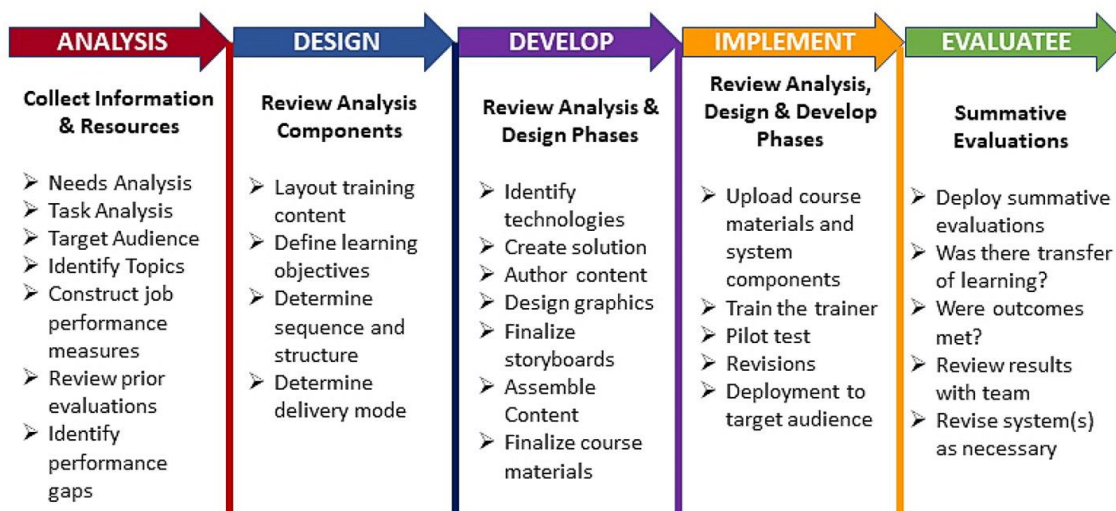 ANALYSIS
Collect Information
& Resources
➢ Needs Analysis
➢ Task Analysis
➢ Target Audience
➢ Identify Topics
➢ Construct job
performance
measures
➢ Review prior
evaluations
➢ Identify
performance
gaps
DESIGN
Review Analysis
Components
➢ Layout training
content
➢ Define learning
objectives
➢ Determine
sequence and
structure
➢ Determine
delivery mode
DEVELOP
Review Analysis &
Design Phases
➢ Identify
technologies
➢ Create solution
➢ Author content
➢ Design graphics
➢ Finalize
storyboards
➢ Assemble
Content
➢ Finalize course
materials
IMPLEMENT
Review Analysis,
Design & Develop
Phases
➢ Upload course
materials and
system
components
➢ Train the trainer
➢ Pilot test
➢ Revisions
➢ Deployment to
target audience
EVALUATEE
Summative
Evaluations
➢ Deploy summative
evaluations
➢ Was there transfer
of learning?
➢ Were outcomes
met?
➢ Review results
with team
➢ Revise system(s)
as necessary